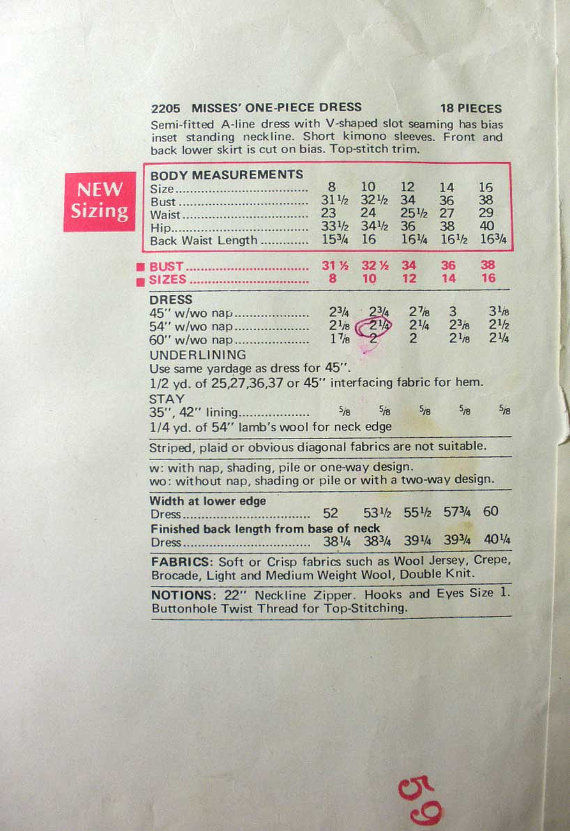 2205 MISSES' ONE-PIECE DRESS 18 PIECES
Semi-fitted A-line dress with V-shaped slot seaming has bias
inset standing neckline. Short kimono sleeves. Front and
back lower skirt is cut on bias. Top-stitch trim.
NEW
Sizing
BODY MEASUREMENTS
Size 8 10 12 14 16
Bust 31½ 32½ 34 36 38
Waist 23 24 25½ 27 29
Hip 33½ 34½ 36 38 40
Back Waist Length 15¾ 16 16¼ 16½ 16¾
BUST 31 ½ 32 ½ 34 36 38
SIZES 8 10 12 14 16
DRESS
45" w/wo nap 2¾ 2¾ 2⅞ 3 3⅛
54" w/wo nap 2⅛ 2¼ 2¼ 2⅜ 2½
60" w/wo nap 1⅞ 2 2 2⅛ 2¼
UNDERLINING
Use same yardage as dress for 45".
1/2 yd. of 25,27,36,37 or 45" interfacing fabric for hem.
STAY
35", 42" lining ⅝ ⅝ ⅝ ⅝ ⅝
1/4 yd. of 54" lamb's wool for neck edge
Striped, plaid or obvious diagonal fabrics are not suitable.
w: with nap, shading, pile or one-way design.
wo: without nap, shading or pile or with a two-way design.
Width at lower edge
Dress 52 53½ 55½ 57¾ 60
Finished back length from base of neck
Dress 38¼ 38¾ 39¼ 39¾ 40¼
FABRICS: Soft or Crisp fabrics such as Wool Jersey, Crepe,
Brocade, Light and Medium Weight Wool, Double Knit.
NOTIONS: 22" Neckline Zipper. Hooks and Eyes Size 1.
Buttonhole Twist Thread for Top-Stitching.
59